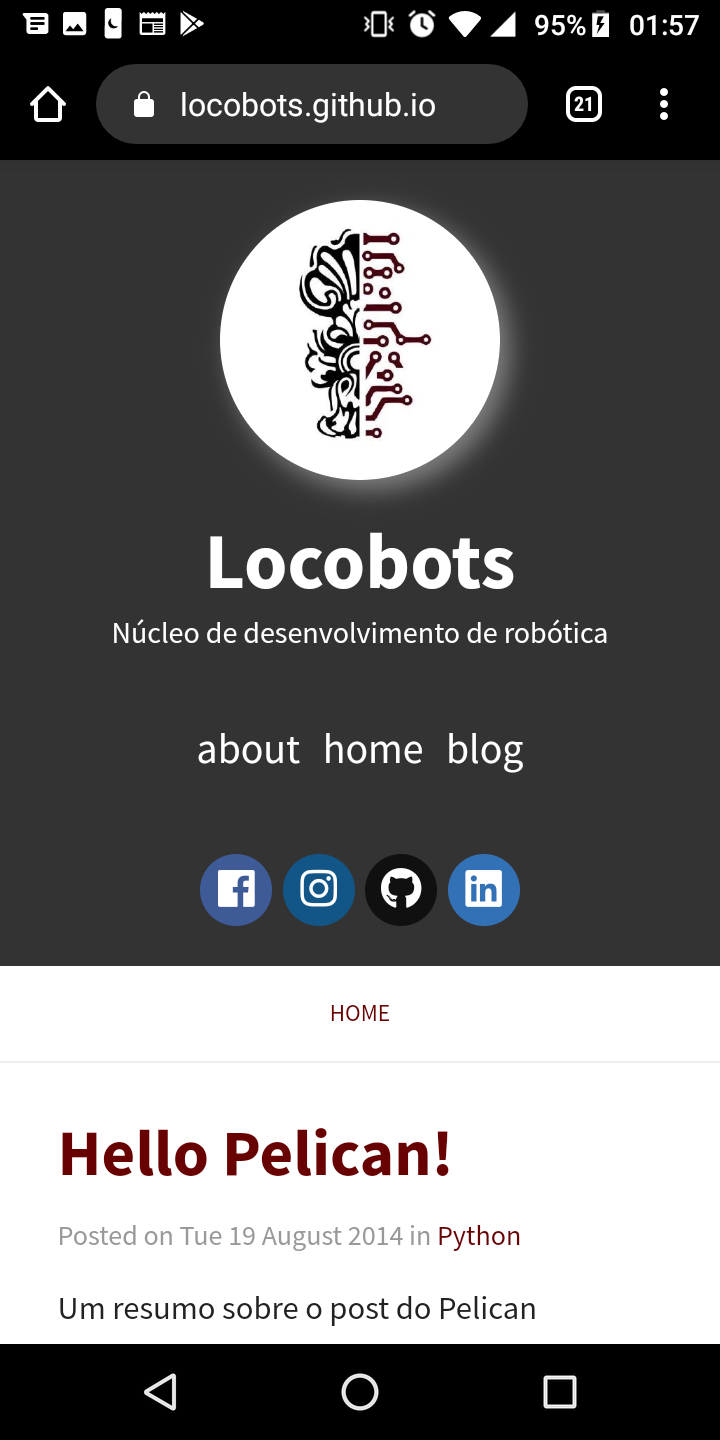 95% 01:57
locobots.github.io 21
Locobots
Núcleo de desenvolvimento de robótica
about home blog
HOME
Hello Pelican!
Posted on Tue 19 August 2014 in Python
Um resumo sobre o post do Pelican